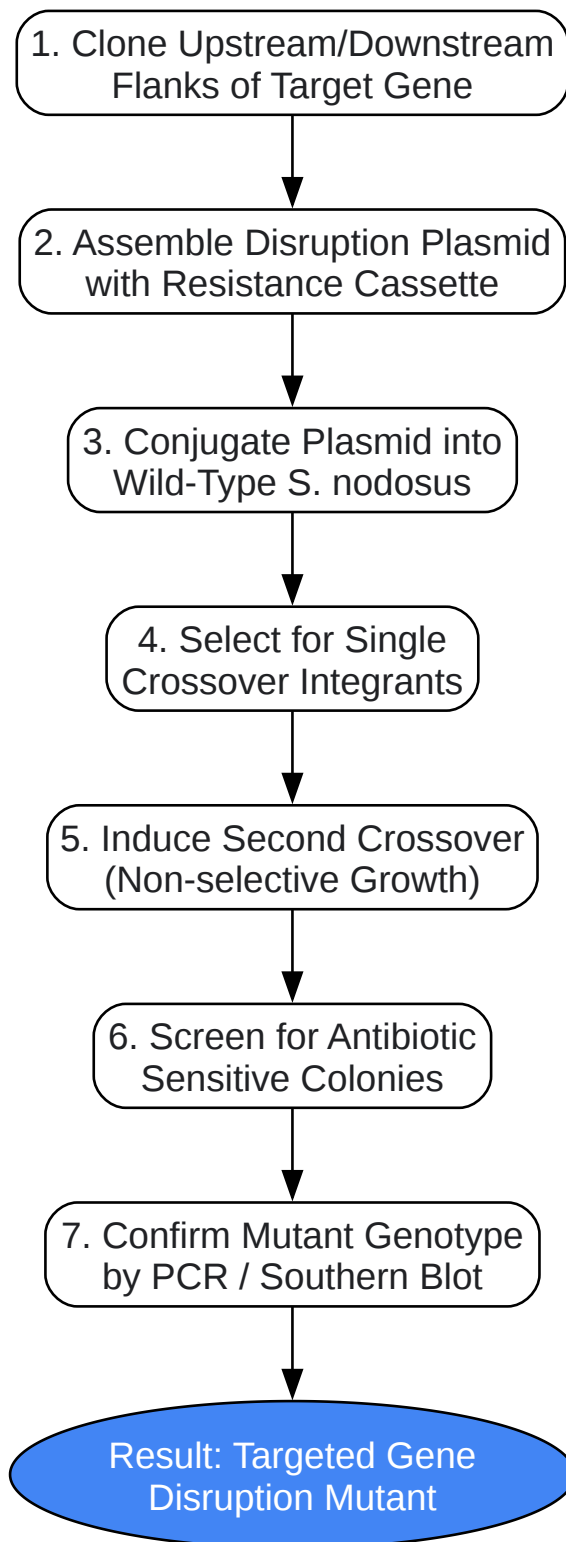 1. Clone Upstream/Downstream
Flanks of Target Gene
2. Assemble Disruption Plasmid
with Resistance Cassette
3. Conjugate Plasmid into
Wild-Type S. nodosus
4. Select for Single
Crossover Integrants
5. Induce Second Crossover
(Non-selective Growth)
6. Screen for Antibiotic
Sensitive Colonies
7. Confirm Mutant Genotype
by PCR / Southern Blot
Result: Targeted Gene
Disruption Mutant